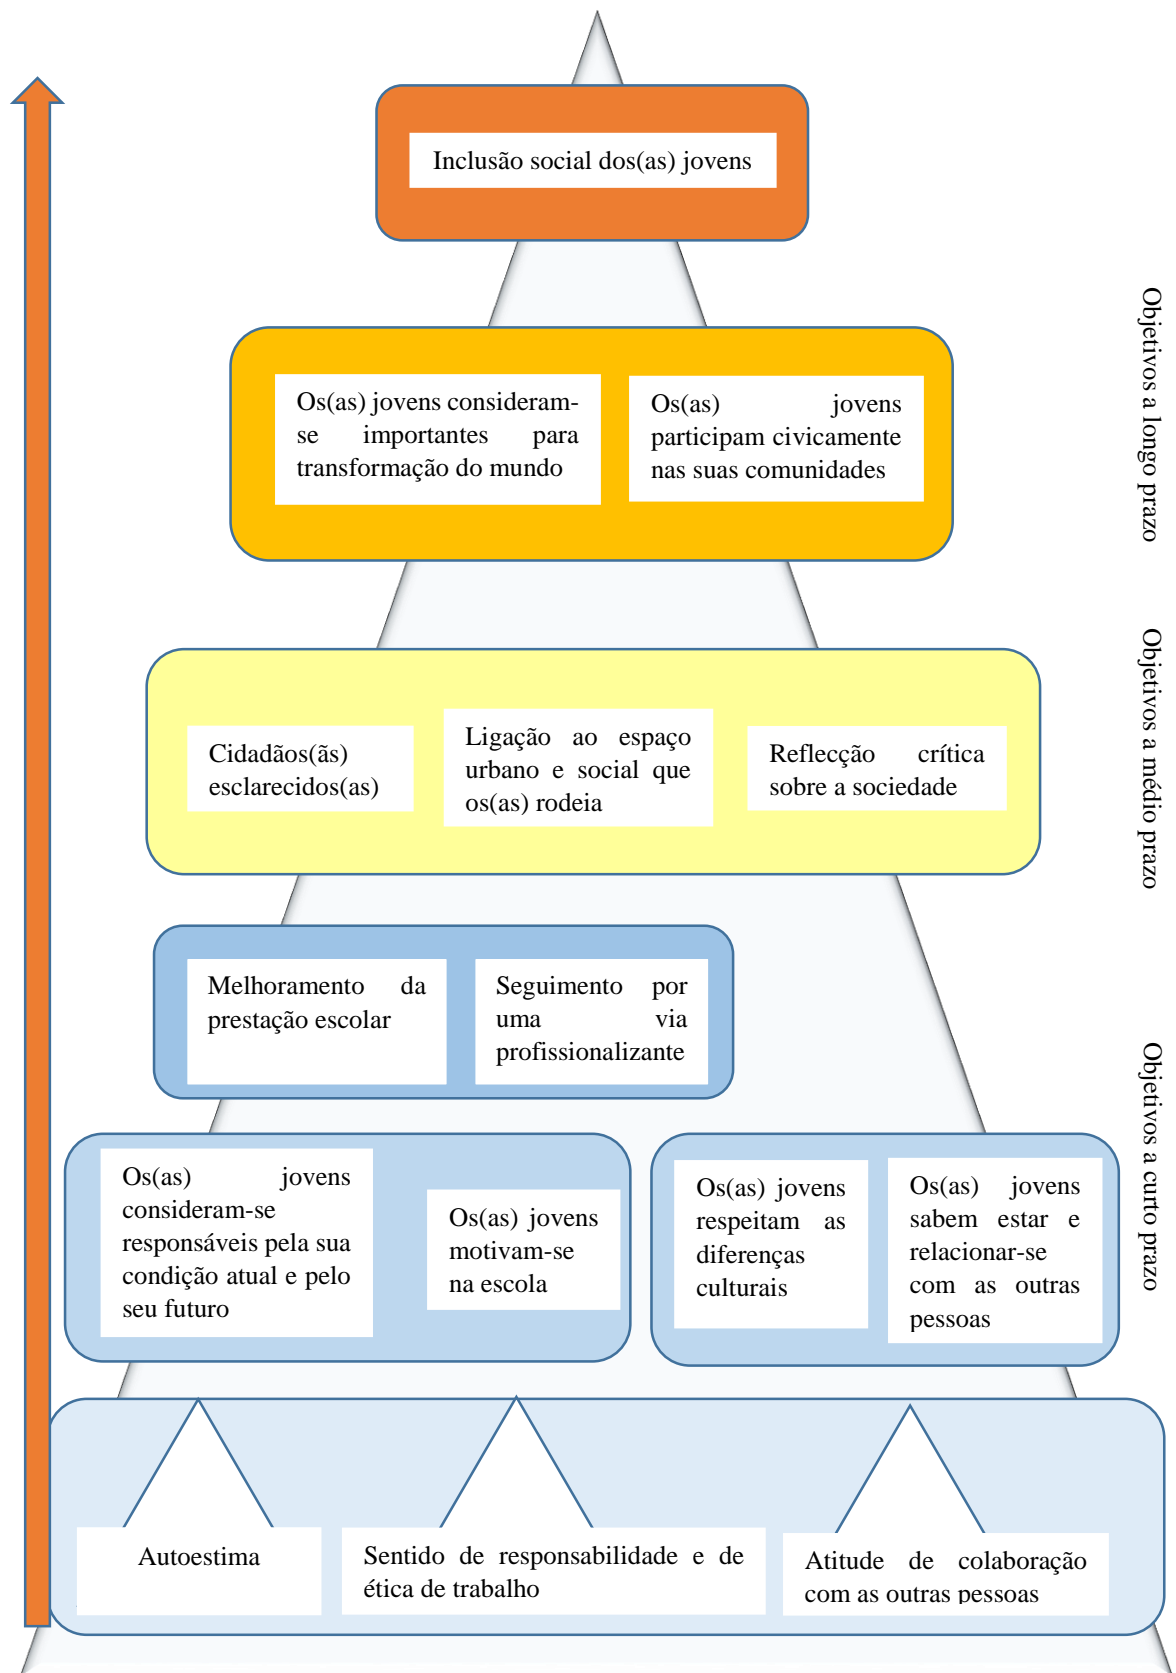 Inclusão social dos(as) jovens
Os(as) jovens consideram-
se importantes para
transformação do mundo
Os(as) jovens
participam civicamente
nas suas comunidades
Objetivos a longo prazo
Cidadãos(ãs)
esclarecidos(as)
Ligação ao espaço
urbano e social que
os(as) rodeia
Reflecção crítica
sobre a sociedade
Objetivos a médio prazo
Melhoramento da
prestação escolar
Seguimento por
uma via
profissionalizante
Os(as) jovens
consideram-se
responsáveis pela sua
condição atual e pelo
seu futuro
Os(as) jovens
motivam-se
na escola
Os(as) jovens
respeitam as
diferenças
culturais
Os(as) jovens
sabem estar e
relacionar-se
com as outras
pessoas
Objetivos a curto prazo
Autoestima
Sentido de responsabilidade e de
ética de trabalho
Atitude de colaboração
com as outras pessoas